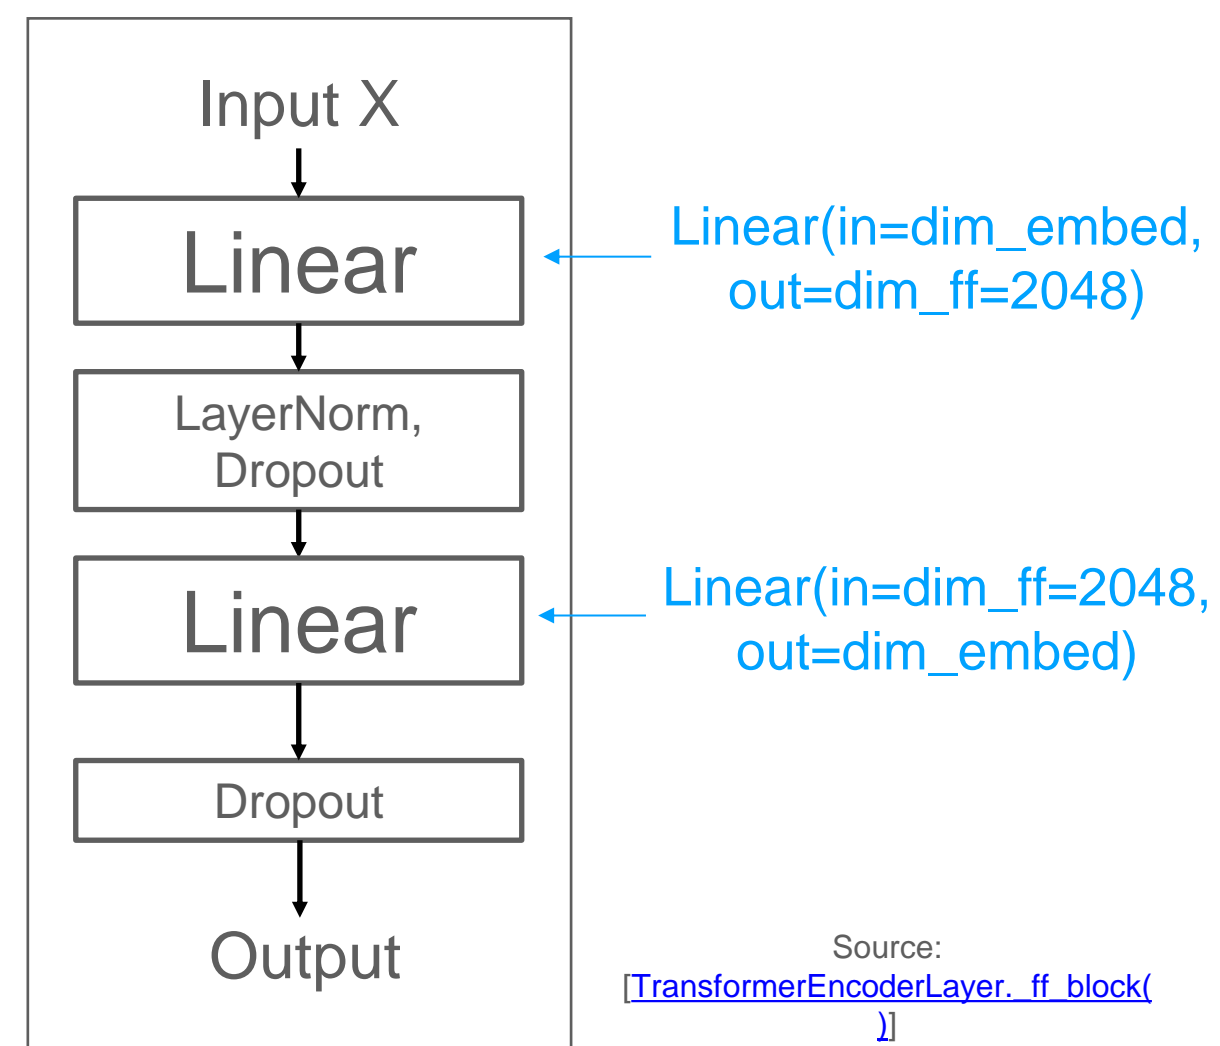 Input X
Linear
Linear(in=dim_embed,
out=dim_ff=2048)
LayerNorm,
Dropout
Linear
Linear(in=dim_ff=2048,
out=dim_embed)
Dropout
Output
Source:
[TransformerEncoderLayer._ff_block(
)]